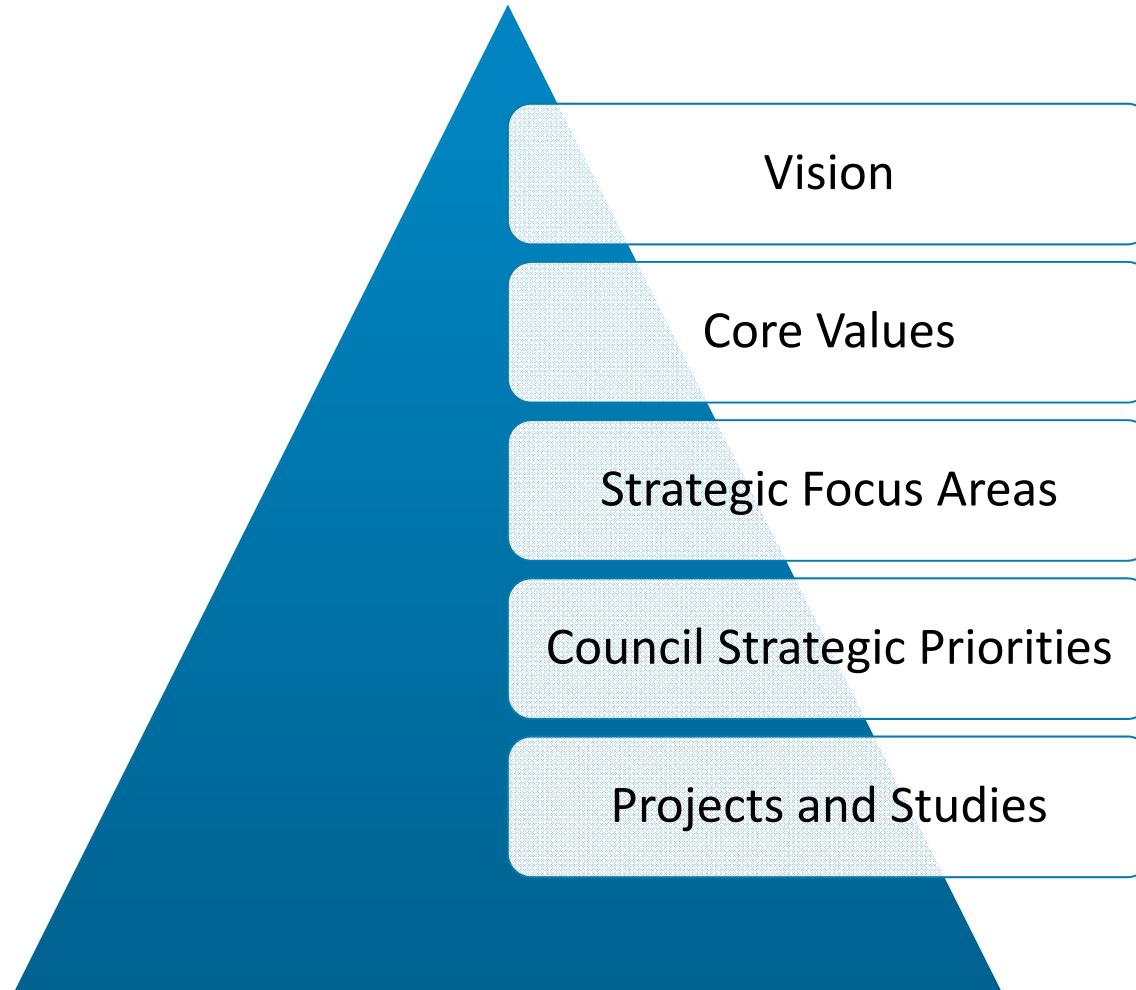 Vision
Core Values
Strategic Focus Areas
Council Strategic Priorities
Projects and Studies